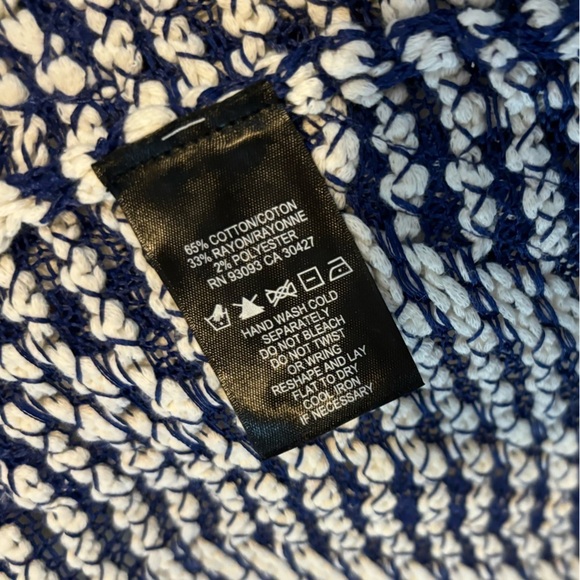 65% COTTON/COTON
33% RAYON/RAYONNE
2% POLYESTER
RN 93093 CA 30427
HAND WASH COLD
SEPARATELY
DO NOT BLEACH
DO NOT TWIST
OR WRING
RESHAPE AND LAY
FLAT TO DRY
COOL IRON
IF NECESSARY